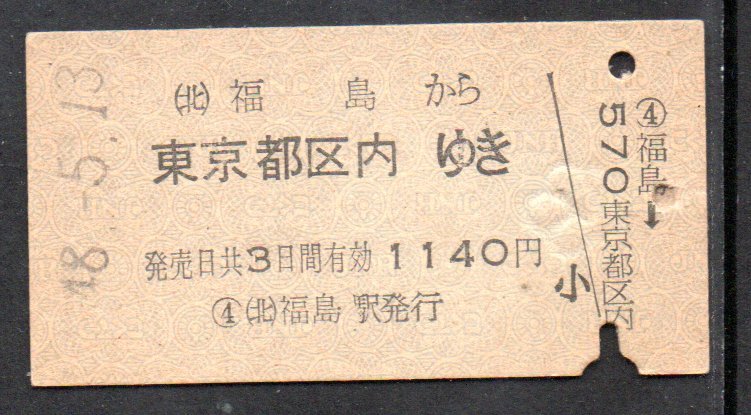 48.-5.13
㋑福島から
東京都区内ゆき
発売日共3日間有効 1140円
④(北)福島駅発行
小
④福島→
570東京都区内